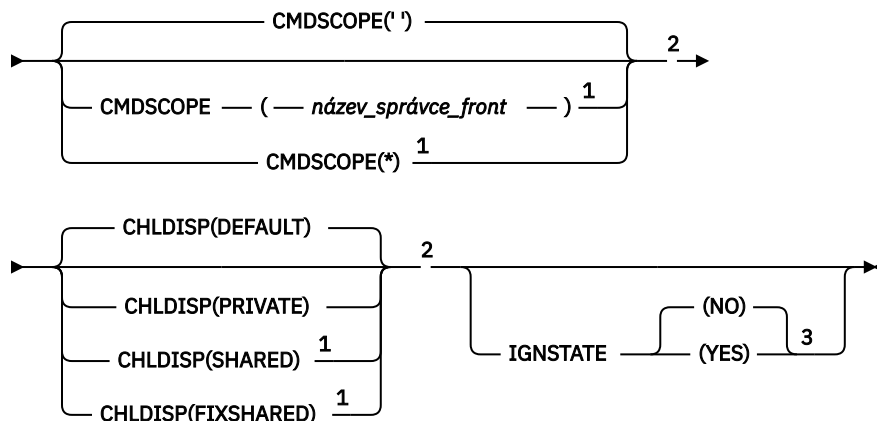 CMDSCOPE(' ')
2
CMDSCOPE ( název_správce_front ) 1
CMDSCOPE(*) 1
CHLDISP(DEFAULT)
2
CHLDISP(PRIVATE)
CHLDISP(SHARED) 1
CHLDISP(FIXSHARED) 1
(NO)
IGNSTATE (YES) 3